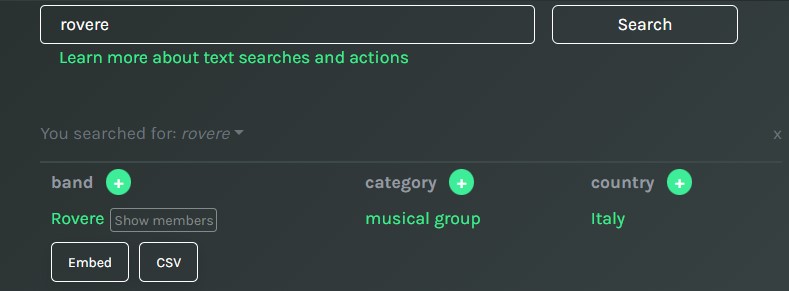 rovere Search
Learn more about text searches and actions
You searched for: rovere x
band + category + country +
Rovere Show members musical group Italy
Embed CSV